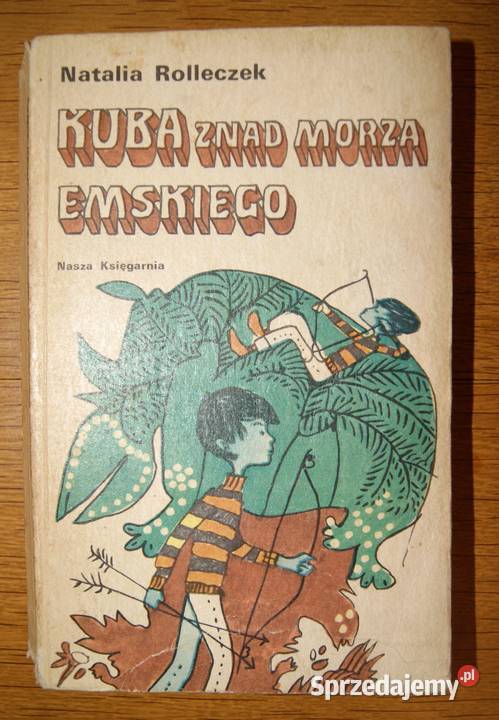 Natalia Rolleczek
KUBA ZNAD MORZA
EMSKIEGO
Nasza Księgarnia
Sprzedajemy.pl